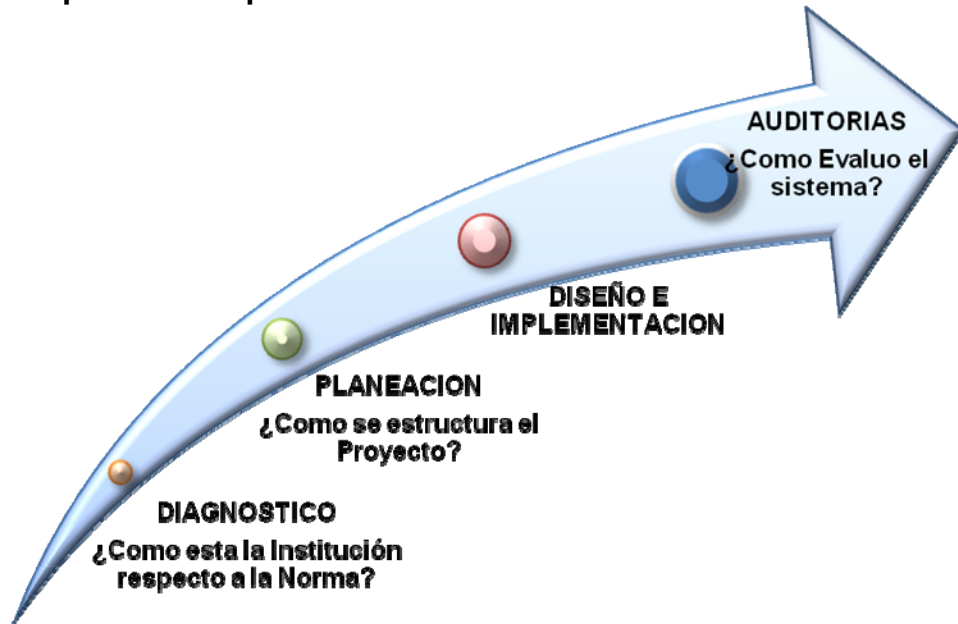 AUDITORIAS
¿Como Evaluo el
sistema?
DISEÑO E
IMPLEMENTACION
PLANEACION
¿Como se estructura el
Proyecto?
DIAGNOSTICO
¿Como esta la Institución
respecto a la Norma?